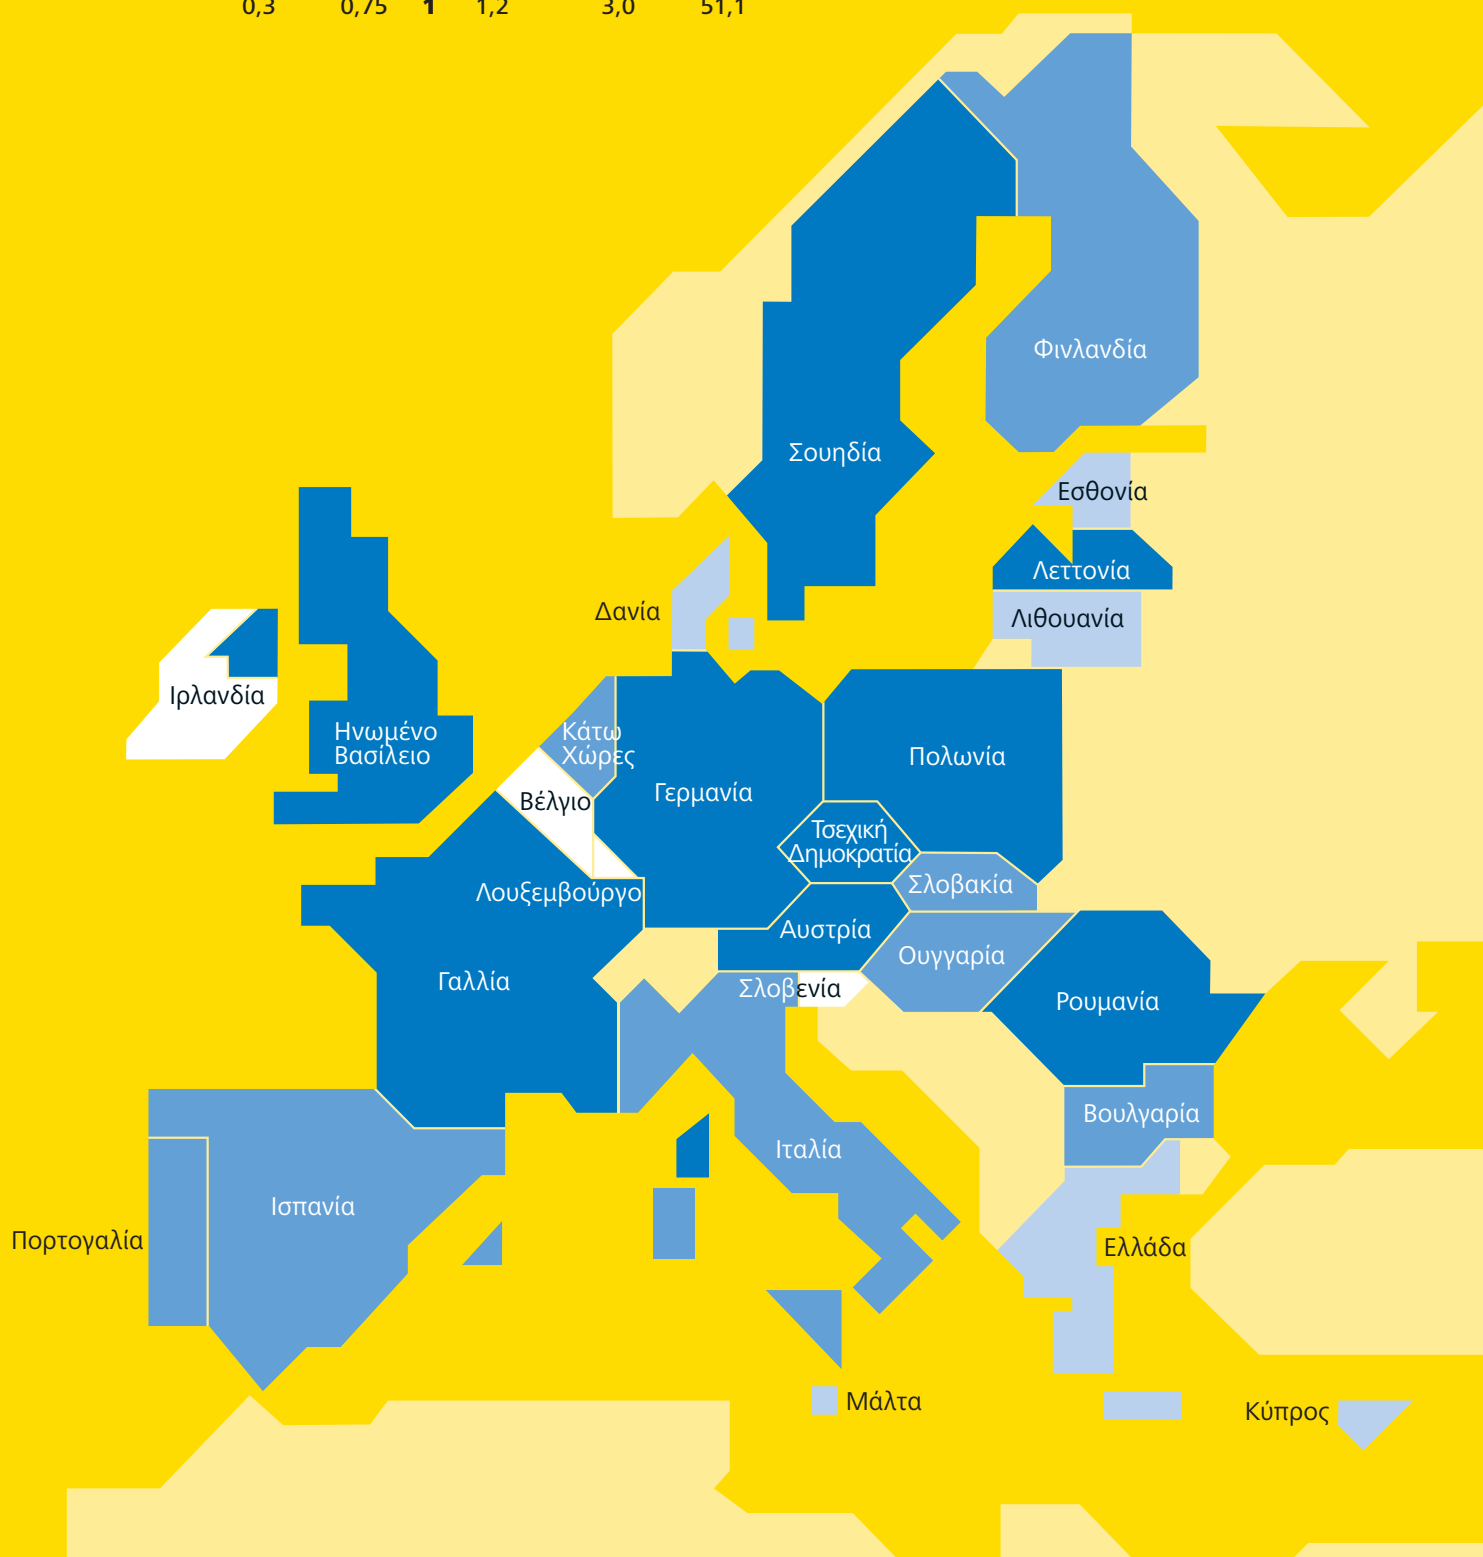 0,3 0,75 1 1,2 3,0 51,1
Φινλανδία
Σουηδία
Εσθονία
Λεττονία
Δανία
Λιθουανία
Ιρλανδία
Ηνωμένο
Βασίλειο
Κάτω
Χώρες
Πολωνία
Γερμανία
Βέλγιο
Τσεχική
Δημοκρατία
Σλοβακία
Λουξεμβούργο
Αυστρία
Ουγγαρία
Γαλλία
Σλοβενία
Ρουμανία
Βουλγαρία
Ιταλία
Ισπανία
Πορτογαλία
Ελλάδα
Μάλτα
Κύπρος